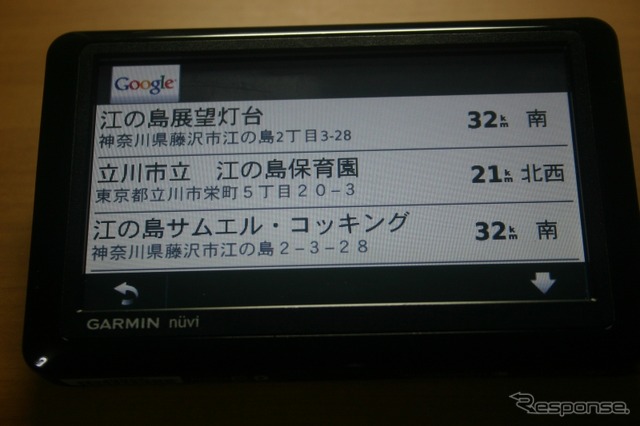 Google
江の島展望灯台 32km 南
神奈川県藤沢市江の島2丁目3-28
立川市立　江の島保育園 21km 北西
東京都立川市栄町５丁目２０－３
江の島サムエル・コッキング 32km 南
神奈川県藤沢市江の島２－３－２８
GARMIN nüvi
Response.